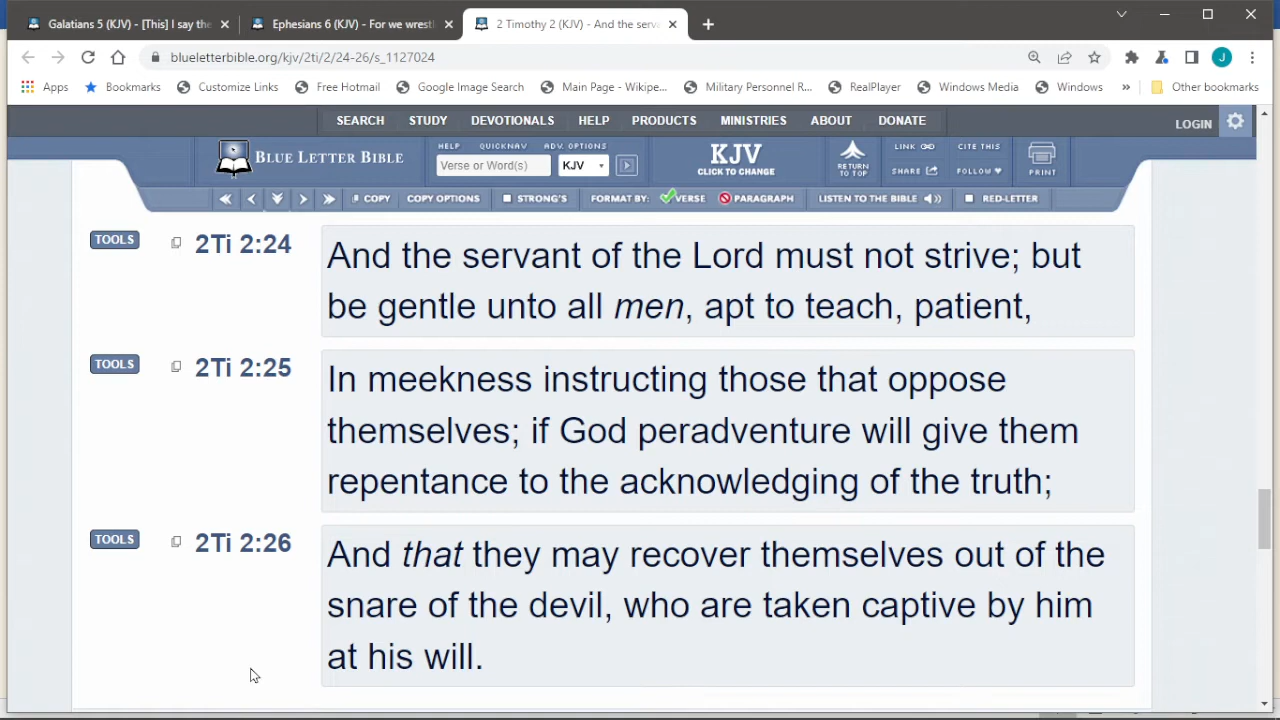 Galatians 5 (KJV) - [This] I say the
Ephesians 6 (KJV) - For we wrestl
2 Timothy 2 (KJV) - And the serva
blueletterbible.org/kjv/2ti/2/24-26/s_1127024
J
Apps
Bookmarks
Customize Links
Free Hotmail
Google Image Search
Main Page - Wikipe...
Military Personnel R...
RealPlayer
Windows Media
Windows
»
Other bookmarks
SEARCH STUDY DEVOTIONALS HELP PRODUCTS MINISTRIES ABOUT DONATE
LOGIN
BLUE LETTER BIBLE
HELP QUICKNAV ADV. OPTIONS
Verse or Word(s) KJV
KJV
CLICK TO CHANGE
RETURN
TO TOP
LINK CITE THIS
SHARE FOLLOW
PRINT
COPY COPY OPTIONS STRONG'S FORMAT BY: VERSE PARAGRAPH LISTEN TO THE BIBLE RED-LETTER
TOOLS 2Ti 2:24 And the servant of the Lord must not strive; but
be gentle unto all men, apt to teach, patient,
TOOLS 2Ti 2:25 In meekness instructing those that oppose
themselves; if God peradventure will give them
repentance to the acknowledging of the truth;
TOOLS 2Ti 2:26 And that they may recover themselves out of the
snare of the devil, who are taken captive by him
at his will.